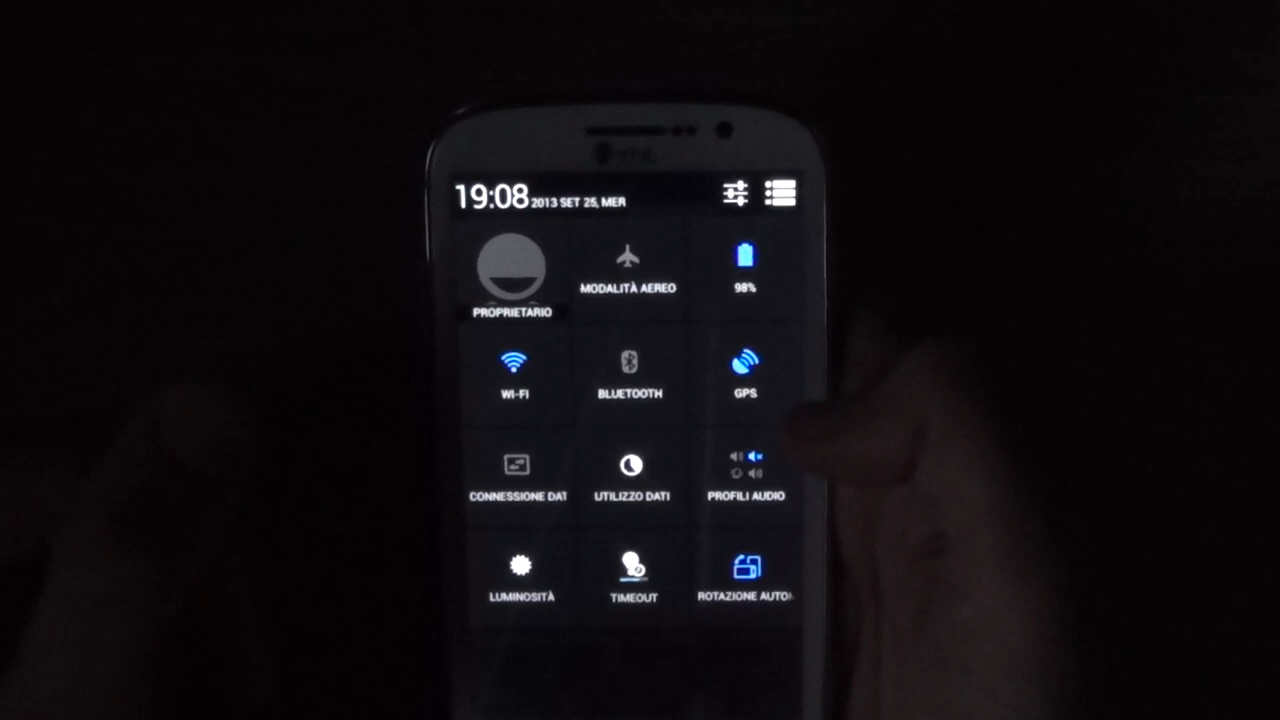 19:08 2013 SET 25, MER
PROPRIETARIO
MODALITÀ AEREO
98%
WI-FI
BLUETOOTH
GPS
CONNESSIONE DAT
UTILIZZO DATI
PROFILI AUDIO
LUMINOSITÀ
TIMEOUT
ROTAZIONE AUTO